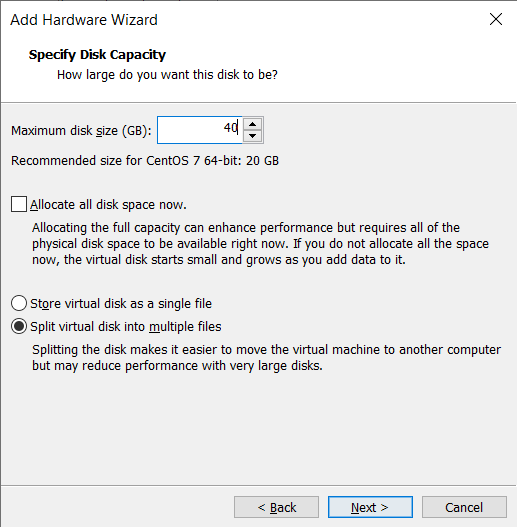 Add Hardware Wizard
Specify Disk Capacity
How large do you want this disk to be?
Maximum disk size (GB): 40
Recommended size for CentOS 7 64-bit: 20 GB
Allocate all disk space now.
Allocating the full capacity can enhance performance but requires all of the
physical disk space to be available right now. If you do not allocate all the space
now, the virtual disk starts small and grows as you add data to it.
Store virtual disk as a single file
Split virtual disk into multiple files
Splitting the disk makes it easier to move the virtual machine to another computer
but may reduce performance with very large disks.
< Back Next > Cancel